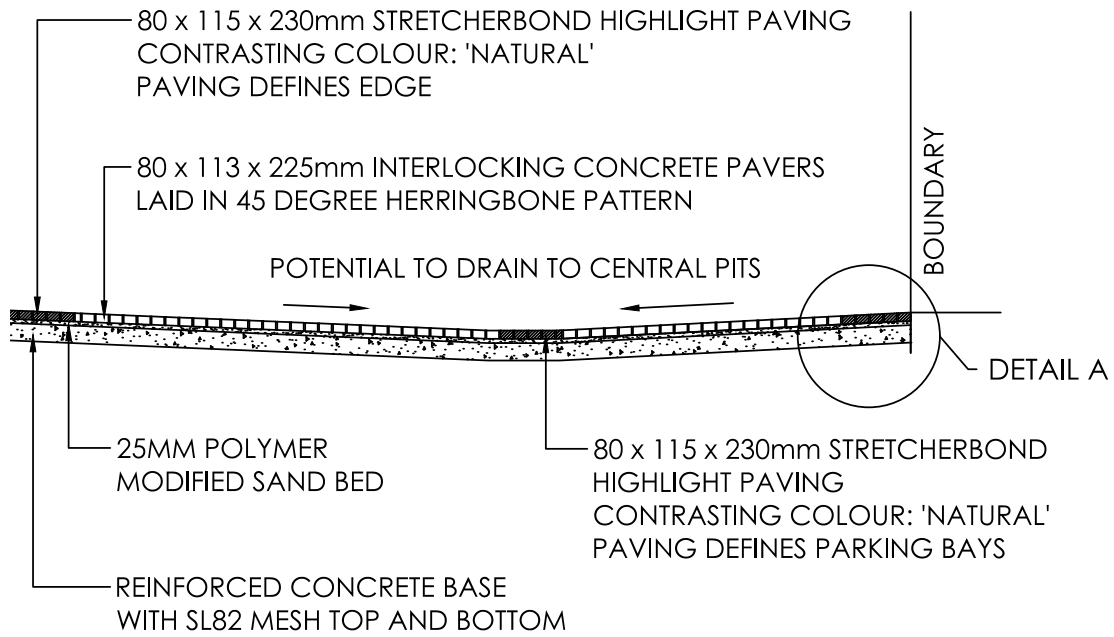 80 x 115 x 230mm STRETCHERBOND HIGHLIGHT PAVING
CONTRASTING COLOUR: 'NATURAL'
PAVING DEFINES EDGE
80 x 113 x 225mm INTERLOCKING CONCRETE PAVERS
LAID IN 45 DEGREE HERRINGBONE PATTERN
BOUNDARY
POTENTIAL TO DRAIN TO CENTRAL PITS
DETAIL A
25MM POLYMER
MODIFIED SAND BED
80 x 115 x 230mm STRETCHERBOND
HIGHLIGHT PAVING
CONTRASTING COLOUR: 'NATURAL'
PAVING DEFINES PARKING BAYS
REINFORCED CONCRETE BASE
WITH SL82 MESH TOP AND BOTTOM